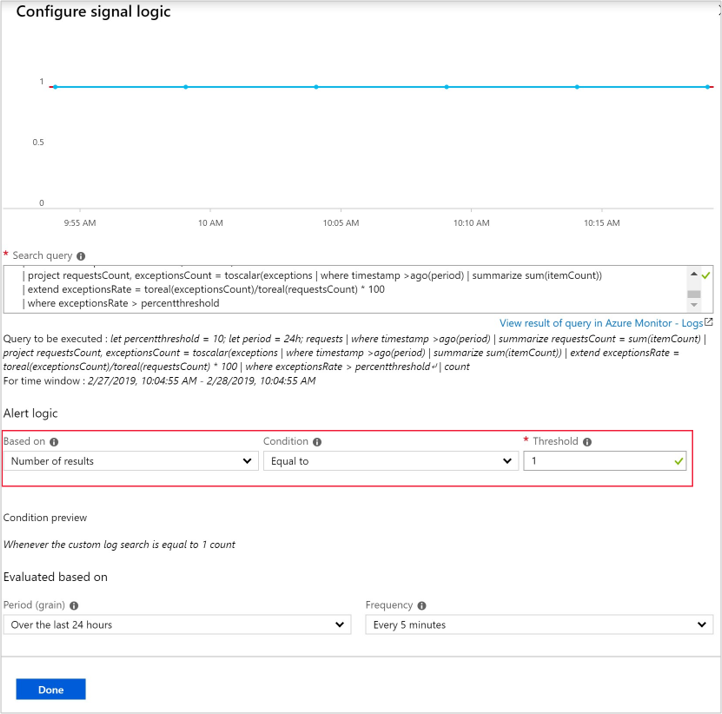 Configure signal logic
1
0.5
0
9:55 AM 10 AM 10:05 AM 10:10 AM 10:15 AM
* Search query
| project requestsCount, exceptionsCount = toscalar(exceptions | where timestamp >ago(period) | summarize sum(itemCount))
| extend exceptionsRate = toreal(exceptionsCount)/toreal(requestsCount) * 100
| where exceptionsRate > percentthreshold
View result of query in Azure Monitor - Logs
Query to be executed : let percentthreshold = 10; let period = 24h; requests | where timestamp >ago(period) | summarize requestsCount = sum(itemCount) |
project requestsCount, exceptionsCount = toscalar(exceptions | where timestamp >ago(period) | summarize sum(itemCount)) | extend exceptionsRate =
toreal(exceptionsCount)/toreal(requestsCount) * 100 | where exceptionsRate > percentthreshold↵ | count
For time window : 2/27/2019, 10:04:55 AM - 2/28/2019, 10:04:55 AM
Alert logic
Based on Condition * Threshold
Number of results Equal to 1
Condition preview
Whenever the custom log search is equal to 1 count
Evaluated based on
Period (grain) Frequency
Over the last 24 hours Every 5 minutes
Done